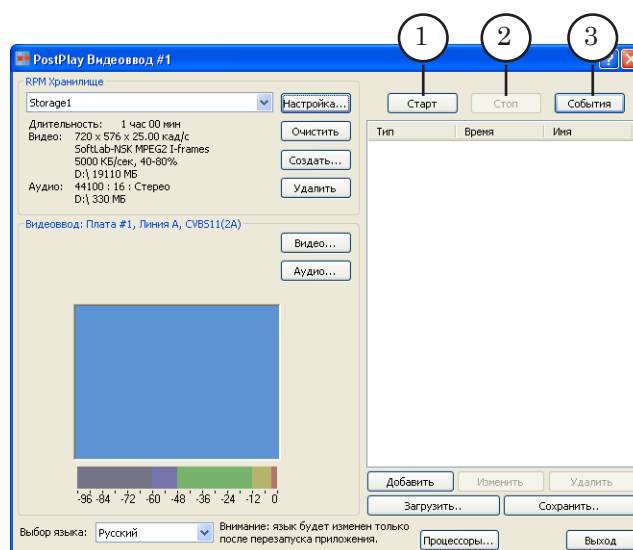 1
2
3
PostPlay Видеоввод #1
RPM Хранилище
Storage1
Настройка...
Старт
Стоп
События
Длительность: 1 час 00 мин
Видео: 720 x 576 x 25.00 кад/с
SoftLab-NSK MPEG2 I-frames
5000 КБ/сек, 40-80%
D:\ 19110 МБ
Аудио: 44100 : 16 : Стерео
D:\ 330 МБ
Очистить
Создать...
Удалить
Тип Время Имя
Видеоввод: Плата #1, Линия A, CVBS11(2A)
Видео...
Аудио...
-96 -84 -72 -60 -48 -36 -24 -12 0
Добавить
Изменить
Удалить
Загрузить..
Сохранить..
Выбор языка:
Русский
Внимание: язык будет изменен только
после перезапуска приложения.
Процессоры...
Выход